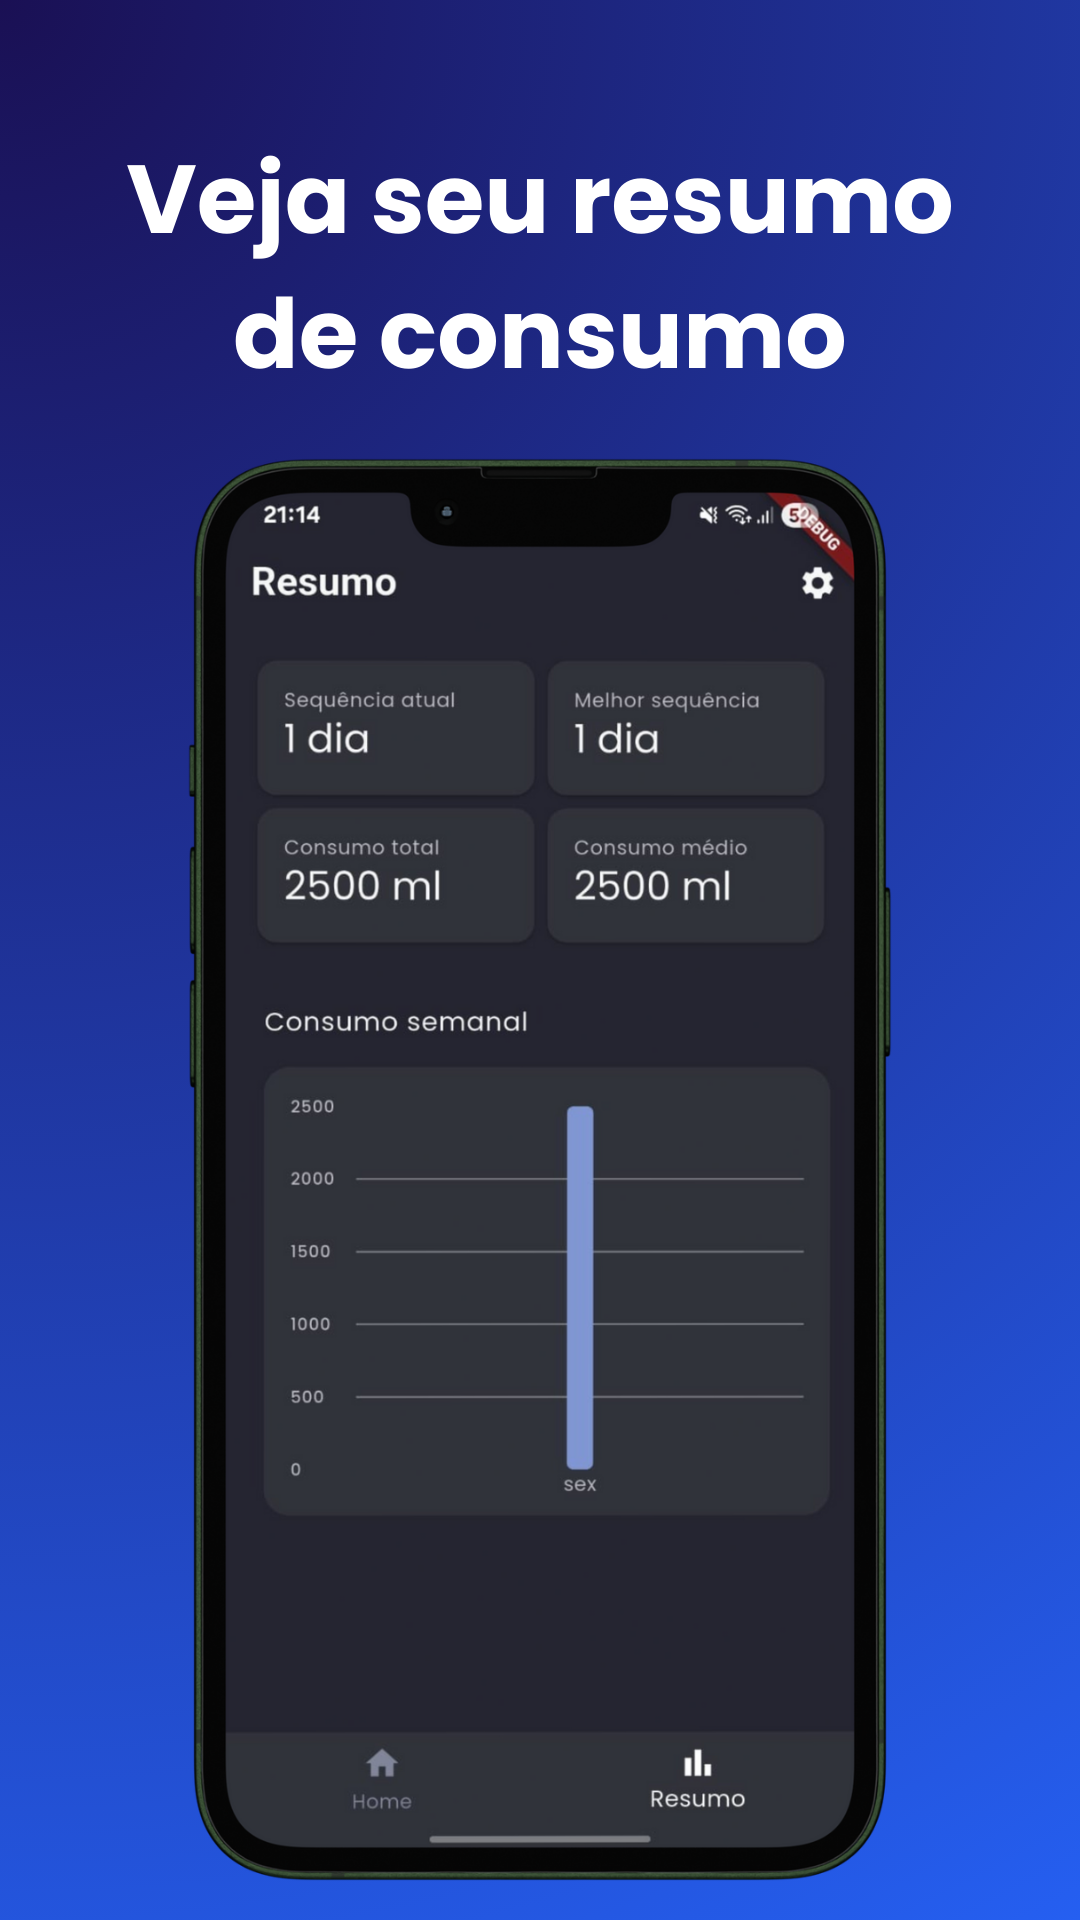 Veja seu resumo
de consumo
21:14
DEBUG
Resumo
Sequência atual
1 dia
Melhor sequência
1 dia
Consumo total
2500 ml
Consumo médio
2500 ml
Consumo semanal
2500
2000
1500
1000
500
0
sex
Home
Resumo